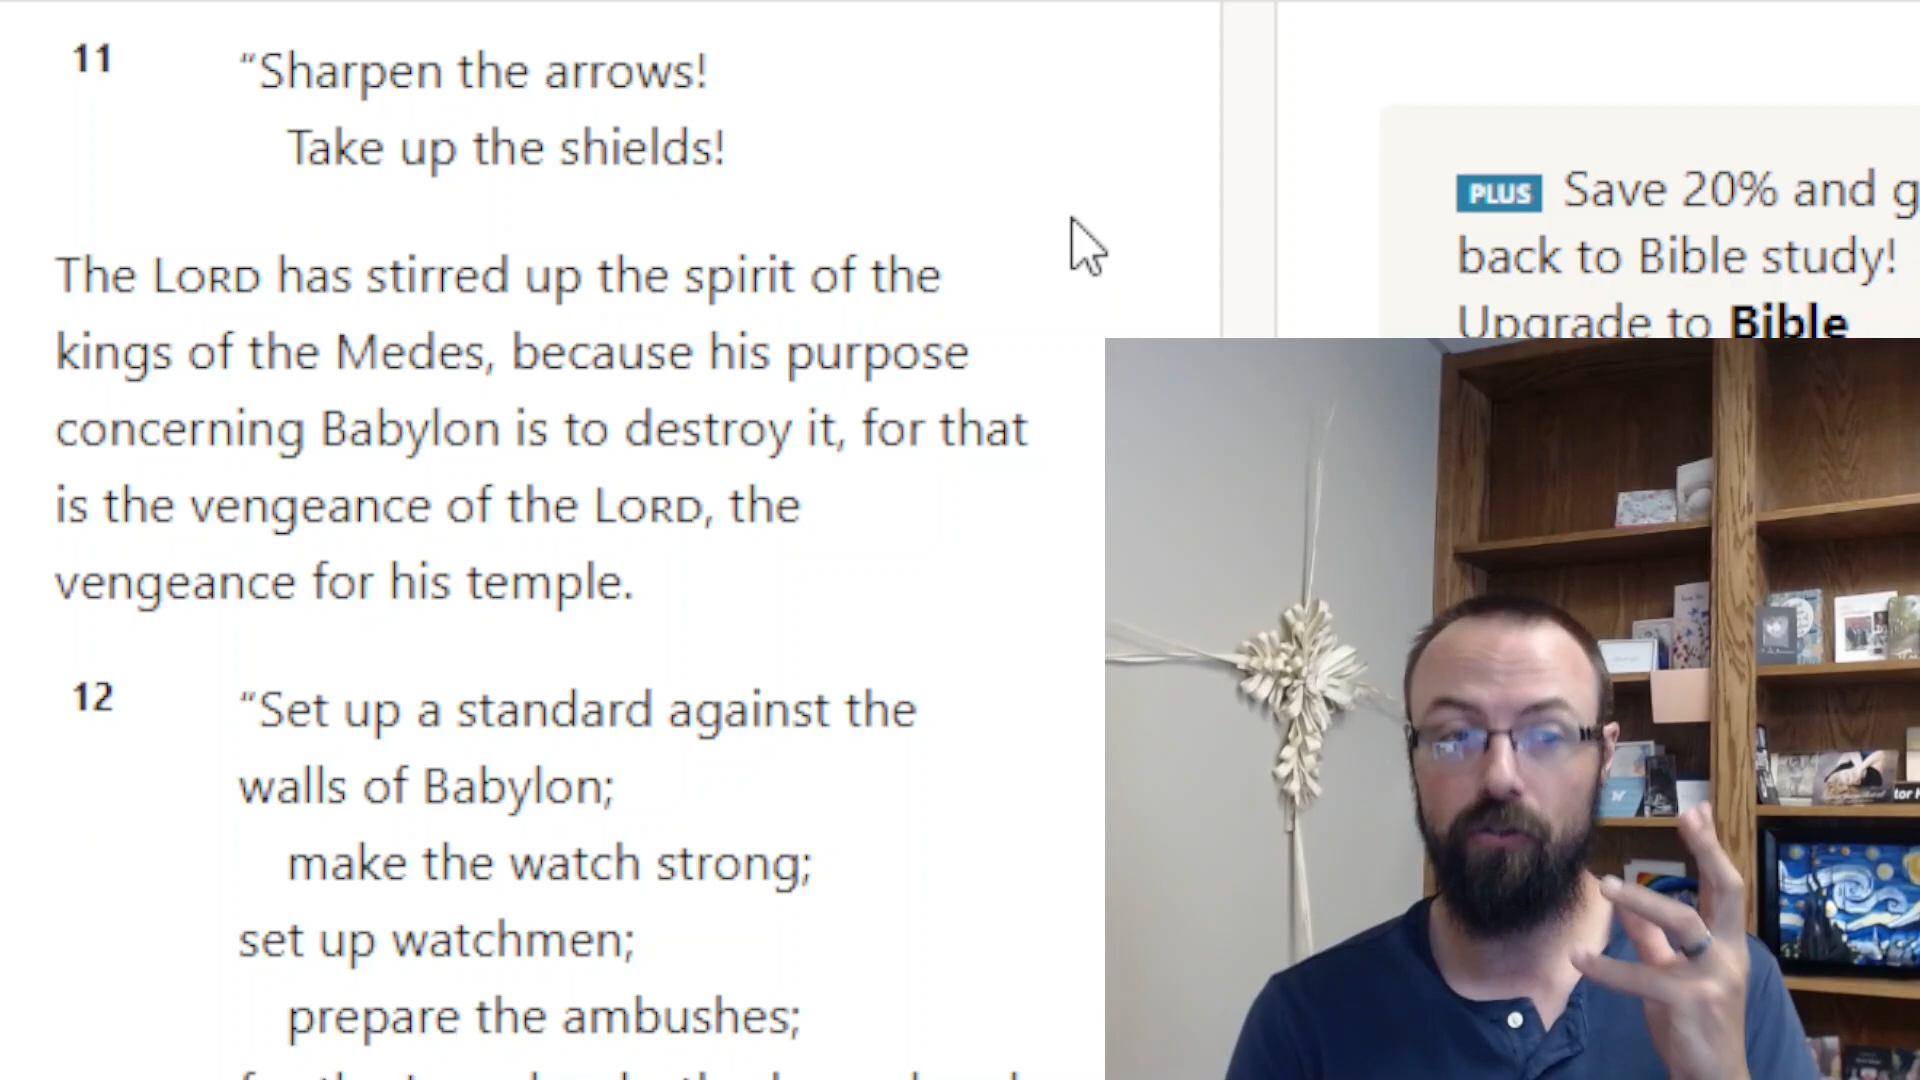 11 “Sharpen the arrows!
Take up the shields!
The LORD has stirred up the spirit of the
kings of the Medes, because his purpose
concerning Babylon is to destroy it, for that
is the vengeance of the LORD, the
vengeance for his temple.
12 “Set up a standard against the
walls of Babylon;
make the watch strong;
set up watchmen;
prepare the ambushes;
PLUS Save 20% and g
back to Bible study!
Upgrade to Bible